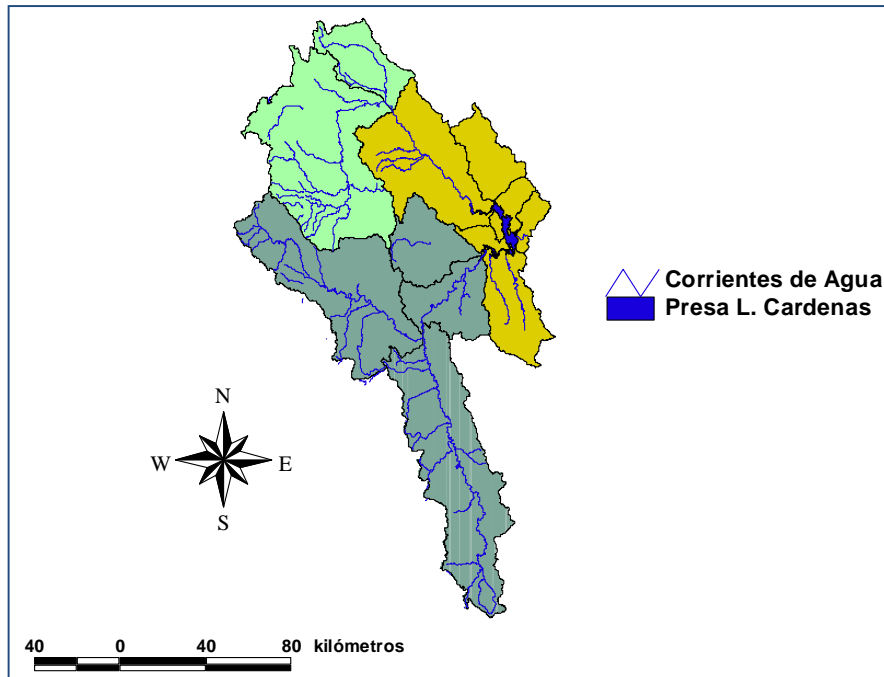 Corrientes de Agua
Presa L. Cardenas
N
W E
S
40 0 40 80 kilómetros